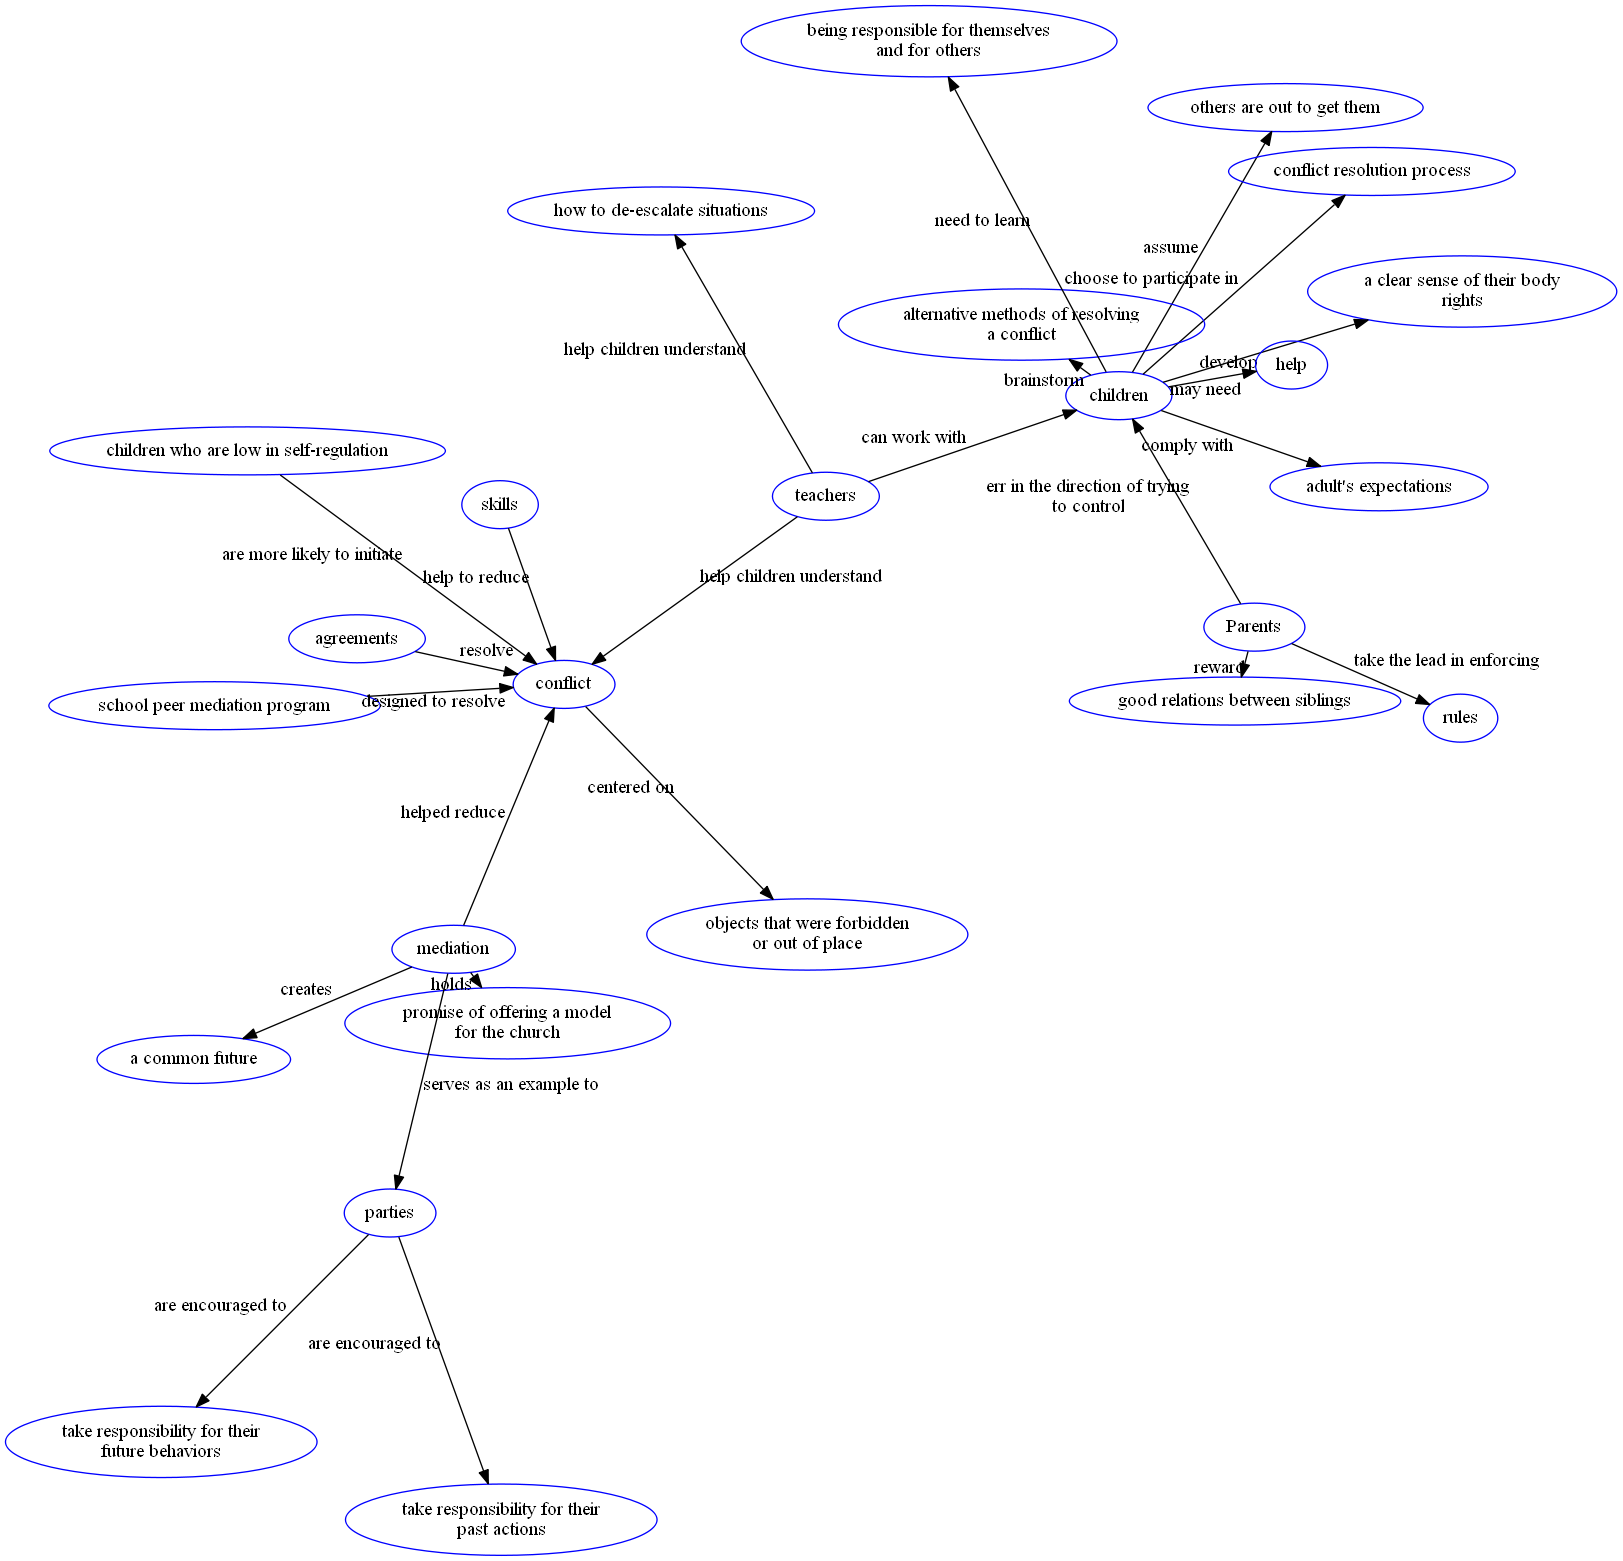 being responsible for themselves
and for others
others are out to get them
conflict resolution process
how to de-escalate situations
need to learn
assume
choose to participate in
a clear sense of their body
rights
alternative methods of resolving
a conflict
help children understand
develop
help
brainstorm
children
may need
can work with
comply with
children who are low in self-regulation
adult's expectations
err in the direction of trying
to control
teachers
skills
are more likely to initiate
help to reduce
help children understand
Parents
agreements
resolve
take the lead in enforcing
reward
conflict
good relations between siblings
school peer mediation program
designed to resolve
rules
centered on
helped reduce
objects that were forbidden
or out of place
mediation
creates
holds
promise of offering a model
for the church
a common future
serves as an example to
parties
are encouraged to
are encouraged to
take responsibility for their
future behaviors
take responsibility for their
past actions